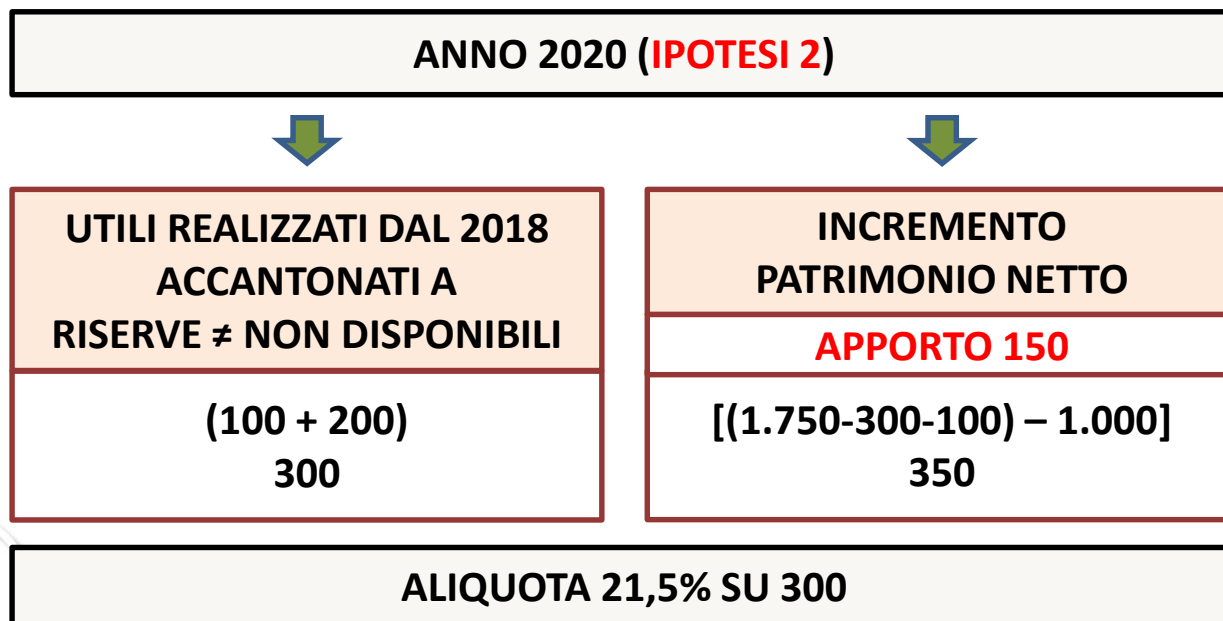 ANNO 2020 (IPOTESI 2)
UTILI REALIZZATI DAL 2018
ACCANTONATI A
RISERVE ≠ NON DISPONIBILI
(100 + 200)
300
INCREMENTO
PATRIMONIO NETTO
APPORTO 150
[(1.750-300-100) – 1.000]
350
ALIQUOTA 21,5% SU 300